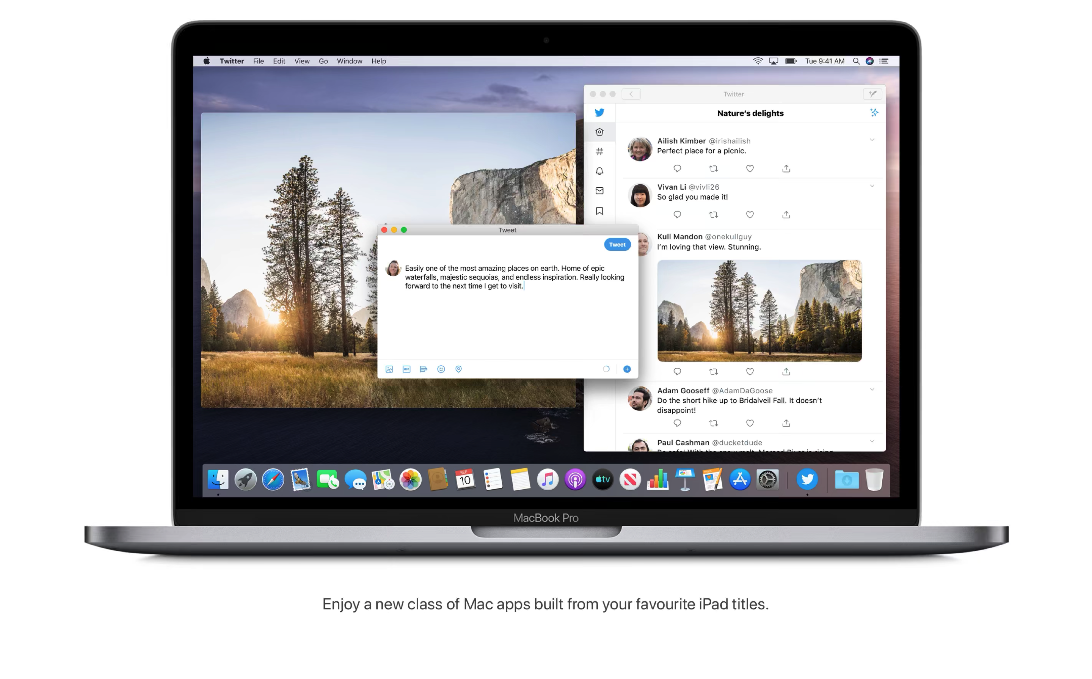 Twitter File Edit View Go Window Help
Tue 9:41 AM
Twitter
Nature's delights
Ailish Kimber @irishailish
Perfect place for a picnic.
Vivan Li @vivli26
So glad you made it!
Kull Mandon @onekullguy
I'm loving that view. Stunning.
Adam Gooseff @AdamDaGoose
Do the short hike up to Bridalveil Fall. It doesn't
disappoint!
Paul Cashman @ducketdude
Tweet
Tweet
Easily one of the most amazing places on earth. Home of epic
waterfalls, majestic sequoias, and endless inspiration. Really looking
forward to the next time I get to visit.
10
tv
MacBook Pro
Enjoy a new class of Mac apps built from your favourite iPad titles.